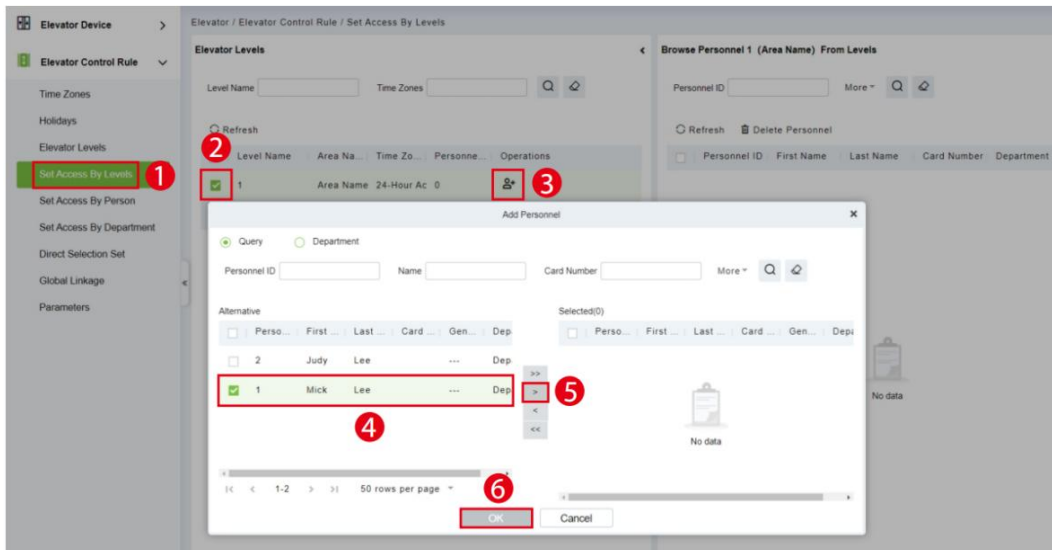 Elevator Device
Elevator Control Rule
Time Zones
Holidays
Elevator Levels
Set Access By Levels
1
Set Access By Person
Set Access By Department
Direct Selection Set
Global Linkage
Parameters
Elevator / Elevator Control Rule / Set Access By Levels
Elevator Levels
Level Name Time Zones
Refresh
2
Level Name Area Na... Time Zo... Personne... Operations
1 Area Name 24-Hour Ac 0
3
Browse Personnel 1 (Area Name) From Levels
Personnel ID More
Refresh Delete Personnel
Personnel ID First Name Last Name Card Number Department
No data
Add Personnel
Query Department
Personnel ID Name Card Number More
Alternative
Perso... First ... Last ... Card ... Gen... Dep
2 Judy Lee --- Dep
1 Mick Lee --- Dep
4
1-2 50 rows per page
>>
>
<
<<
5
Selected(0)
Perso... First ... Last ... Card ... Gen... Depa
No data
6
OK Cancel